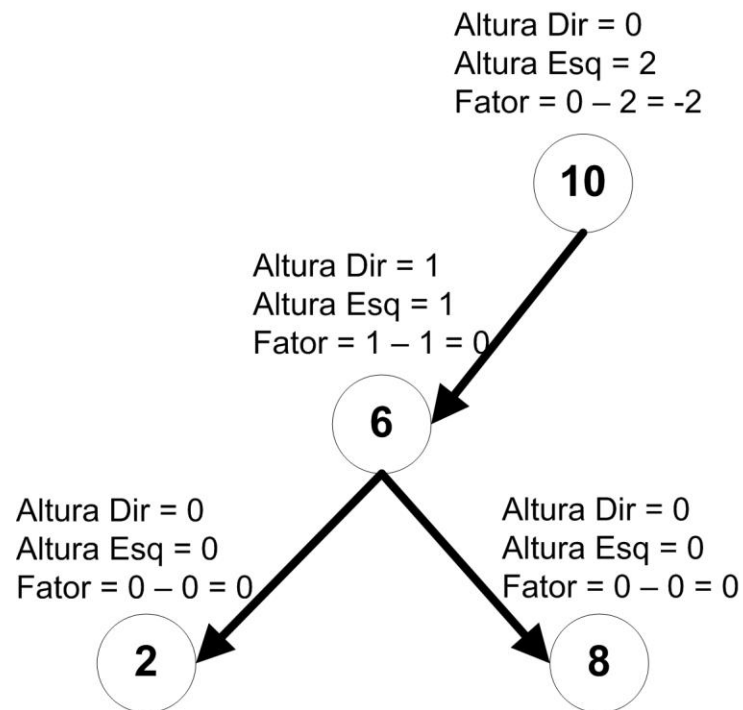 Altura Dir = 0
Altura Esq = 2
Fator = 0 – 2 = -2
10
Altura Dir = 1
Altura Esq = 1
Fator = 1 – 1 = 0
6
Altura Dir = 0
Altura Esq = 0
Fator = 0 – 0 = 0
2
Altura Dir = 0
Altura Esq = 0
Fator = 0 – 0 = 0
8